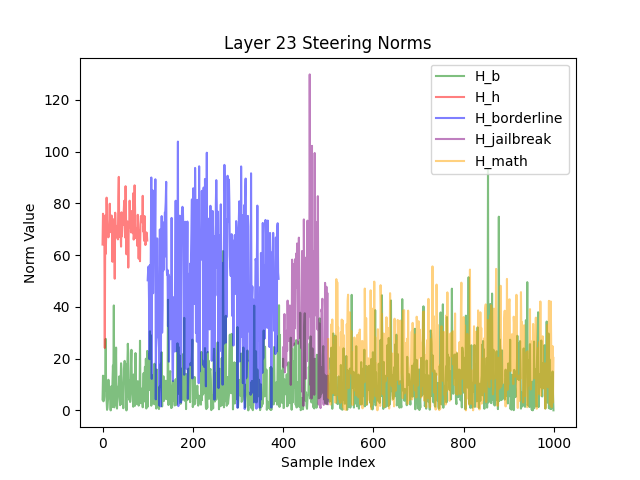 Layer 23 Steering Norms
H_b
H_h
H_borderline
H_jailbreak
H_math
Norm Value
120
100
80
60
40
20
0
0 200 400 600 800 1000
Sample Index